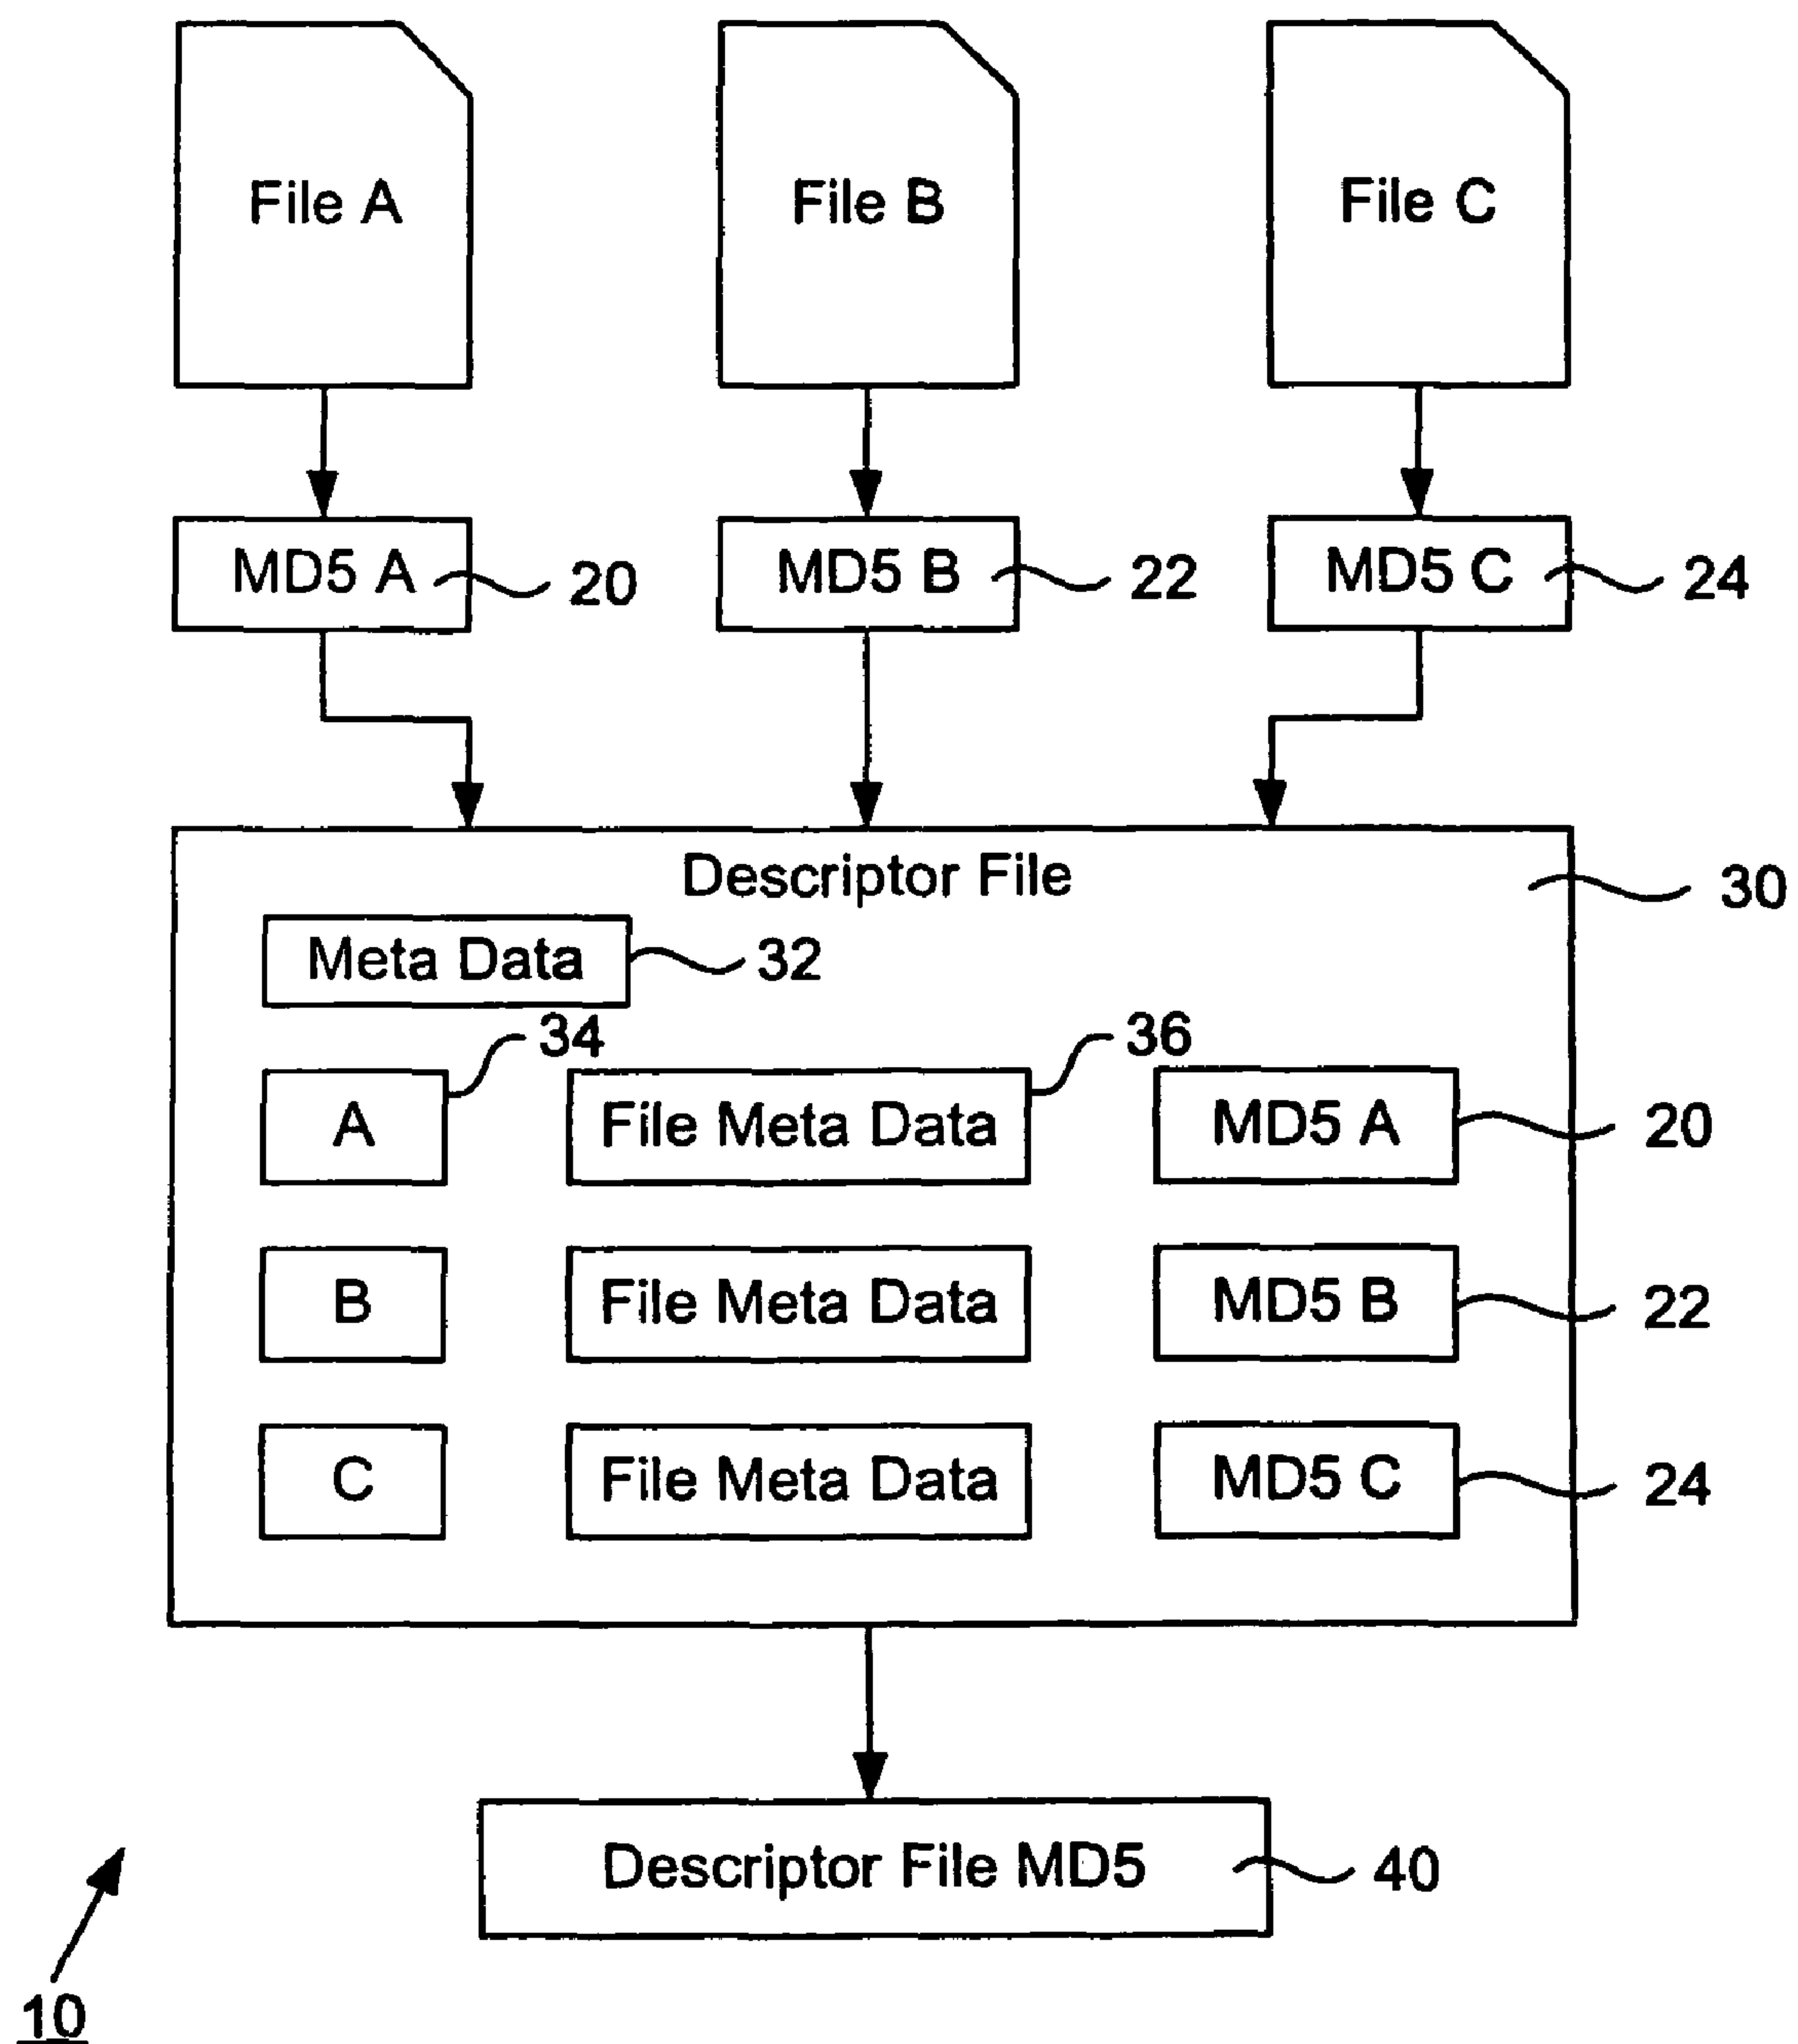 File A File B File C
MD5 A 20 MD5 B 22 MD5 C 24
Descriptor File 30
Meta Data 32
34 36
A File Meta Data MD5 A 20
B File Meta Data MD5 B 22
C File Meta Data MD5 C 24
Descriptor File MD5 40
10